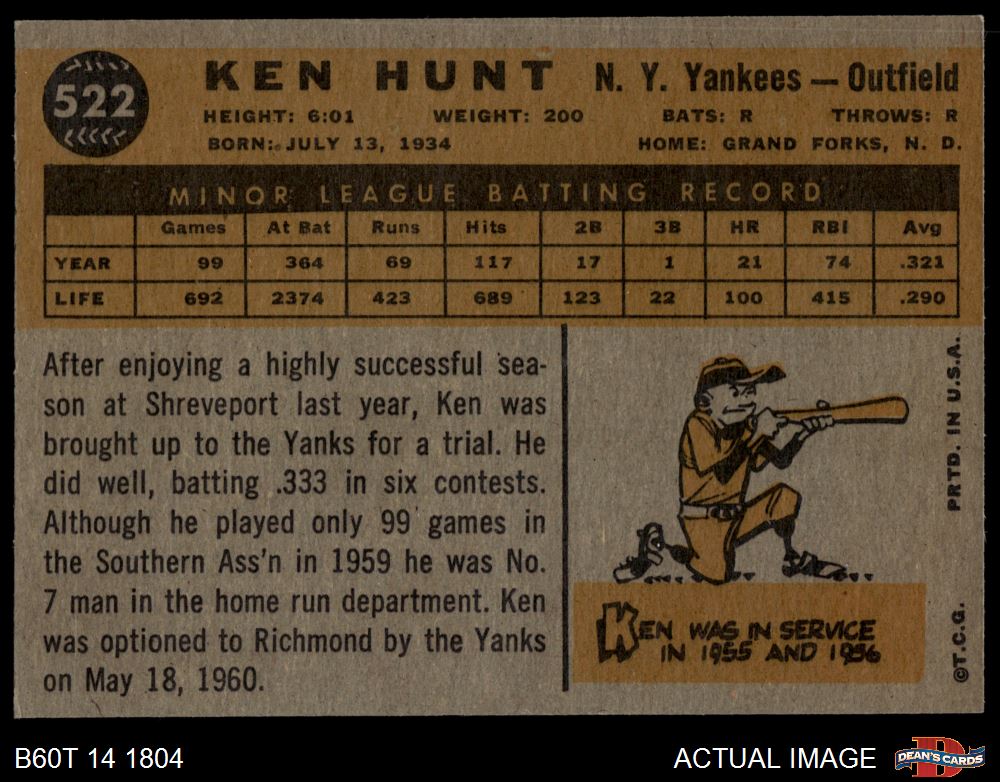 522
KEN HUNT N. Y. Yankees — Outfield
HEIGHT: 6:01 WEIGHT: 200 BATS: R THROWS: R
BORN: JULY 13, 1934 HOME: GRAND FORKS, N. D.
MINOR LEAGUE BATTING RECORD
Games At Bat Runs Hits 2B 3B HR RBI Avg
YEAR 99 364 69 117 17 1 21 74 .321
LIFE 692 2374 423 689 123 22 100 415 .290
After enjoying a highly successful sea-
son at Shreveport last year, Ken was
brought up to the Yanks for a trial. He
did well, batting .333 in six contests.
Although he played only 99 games in
the Southern Ass'n in 1959 he was No.
7 man in the home run department. Ken
was optioned to Richmond by the Yanks
on May 18, 1960.
KEN WAS IN SERVICE
IN 1955 AND 1956
PRTD. IN U.S.A.
©T.C.G.
B60T 14 1804
ACTUAL IMAGE
D
DEAN'S CARDS